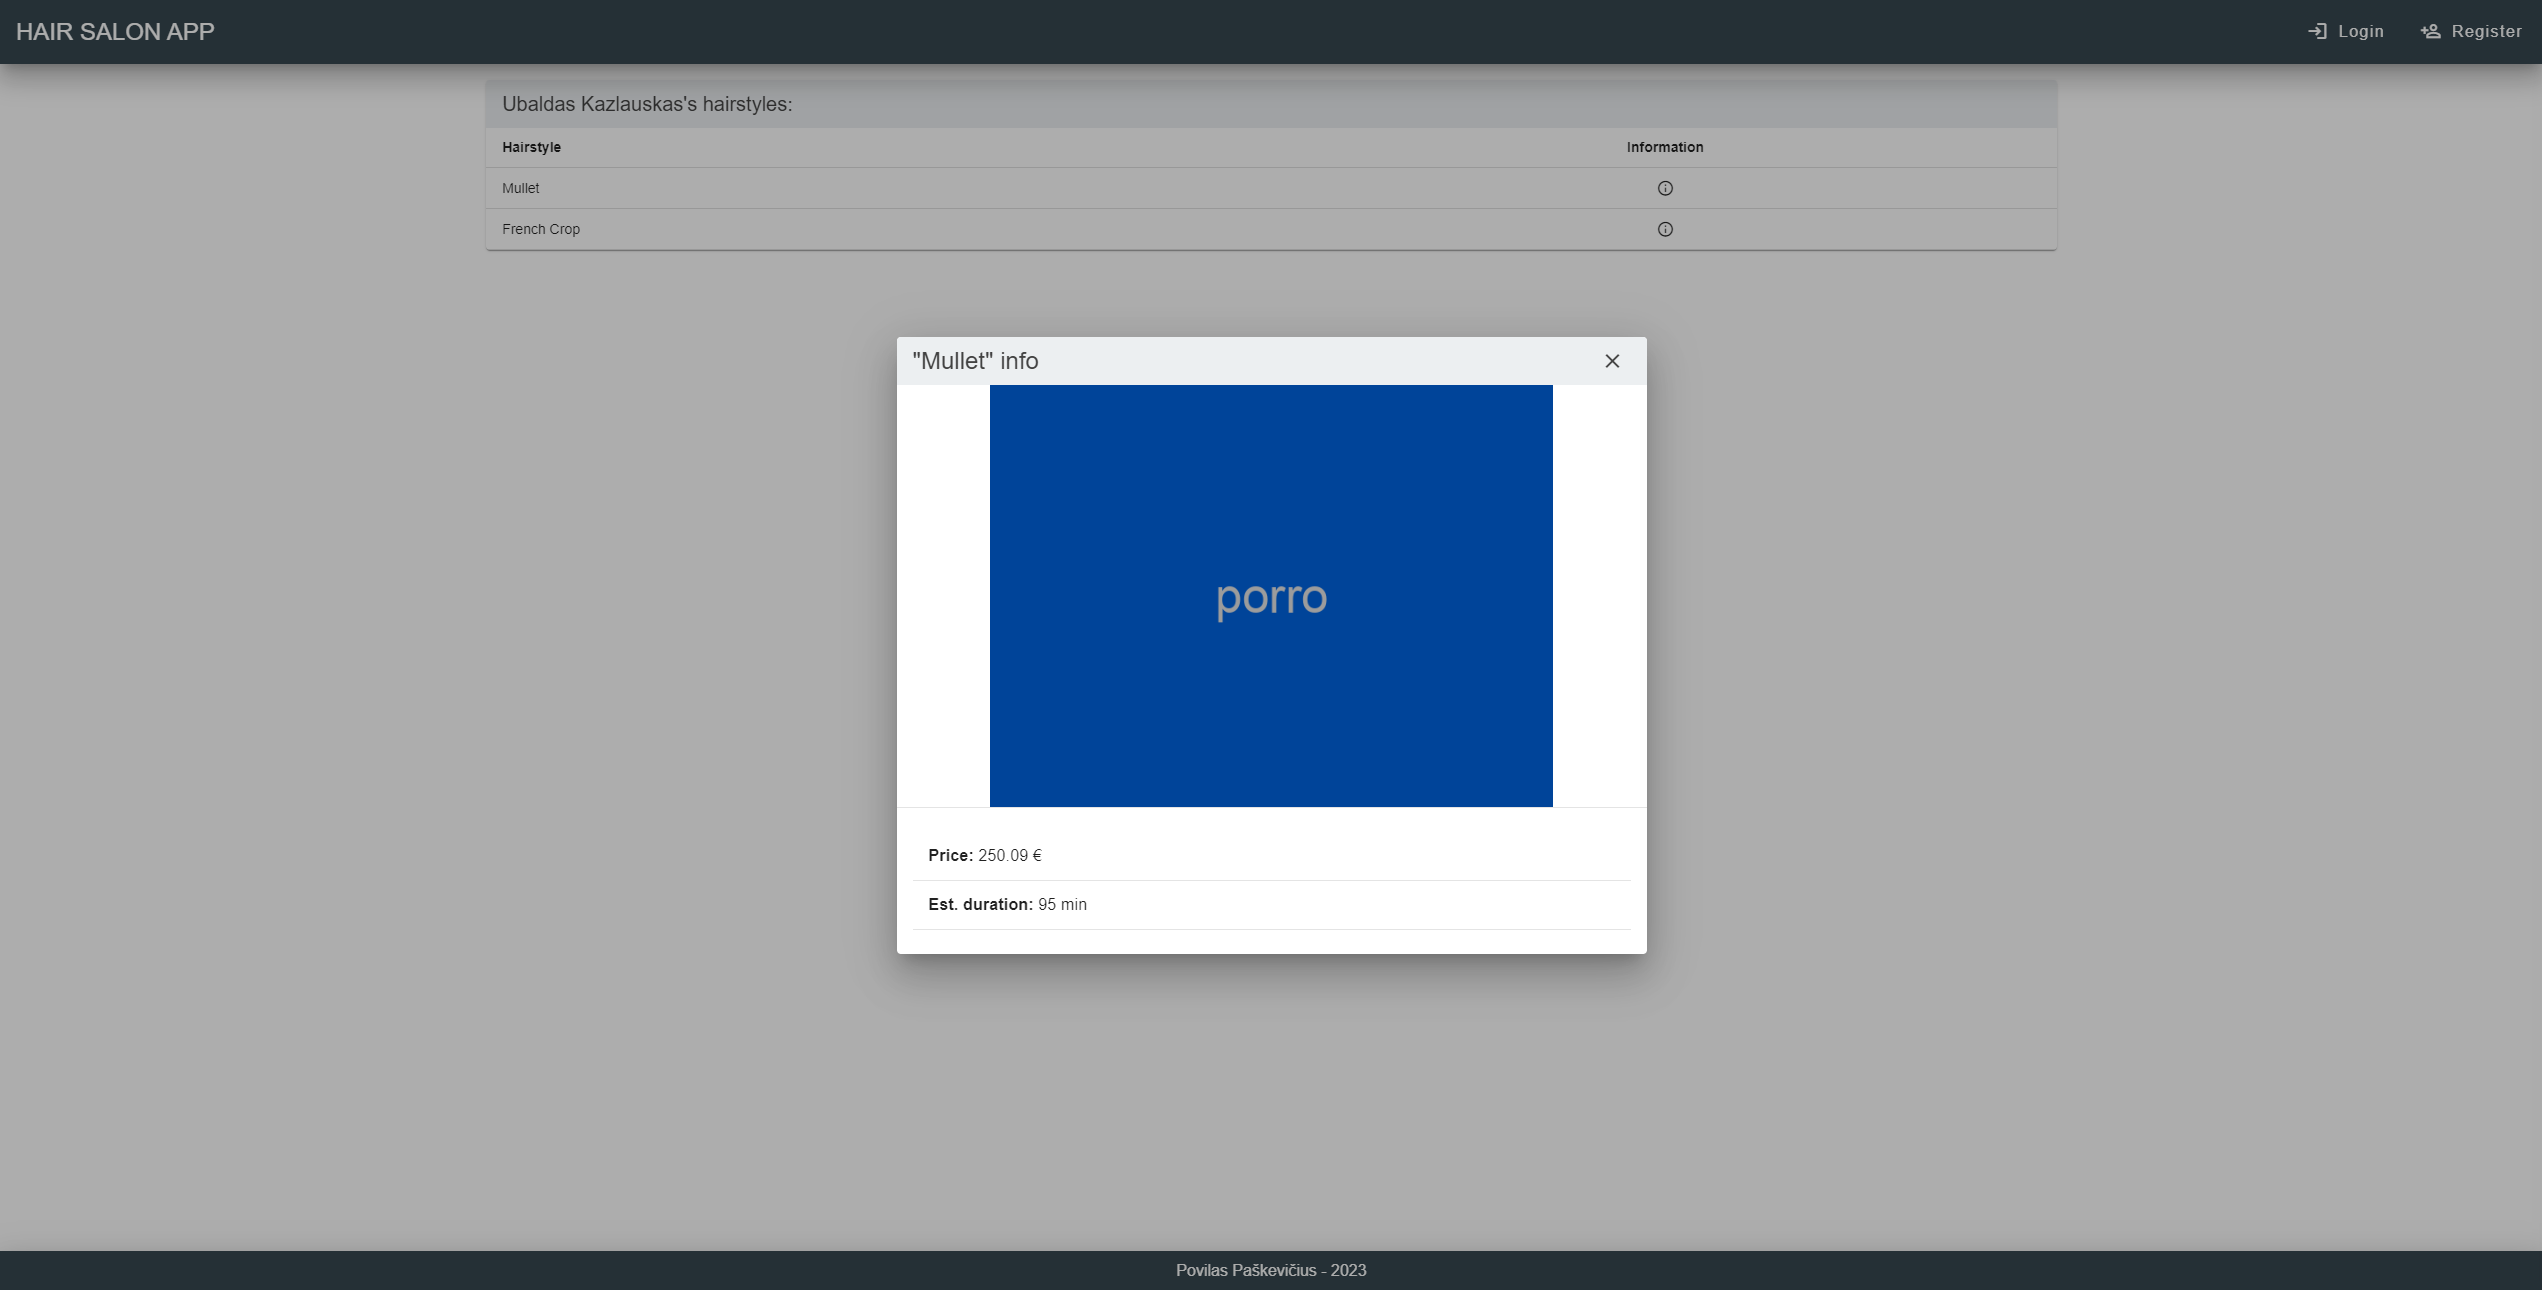 HAIR SALON APP
Login
Register
Ubaldas Kazlauskas's hairstyles:
Hairstyle Information
Mullet
French Crop
"Mullet" info
porro
Price: 250.09 €
Est. duration: 95 min
Povilas Paškevičius - 2023